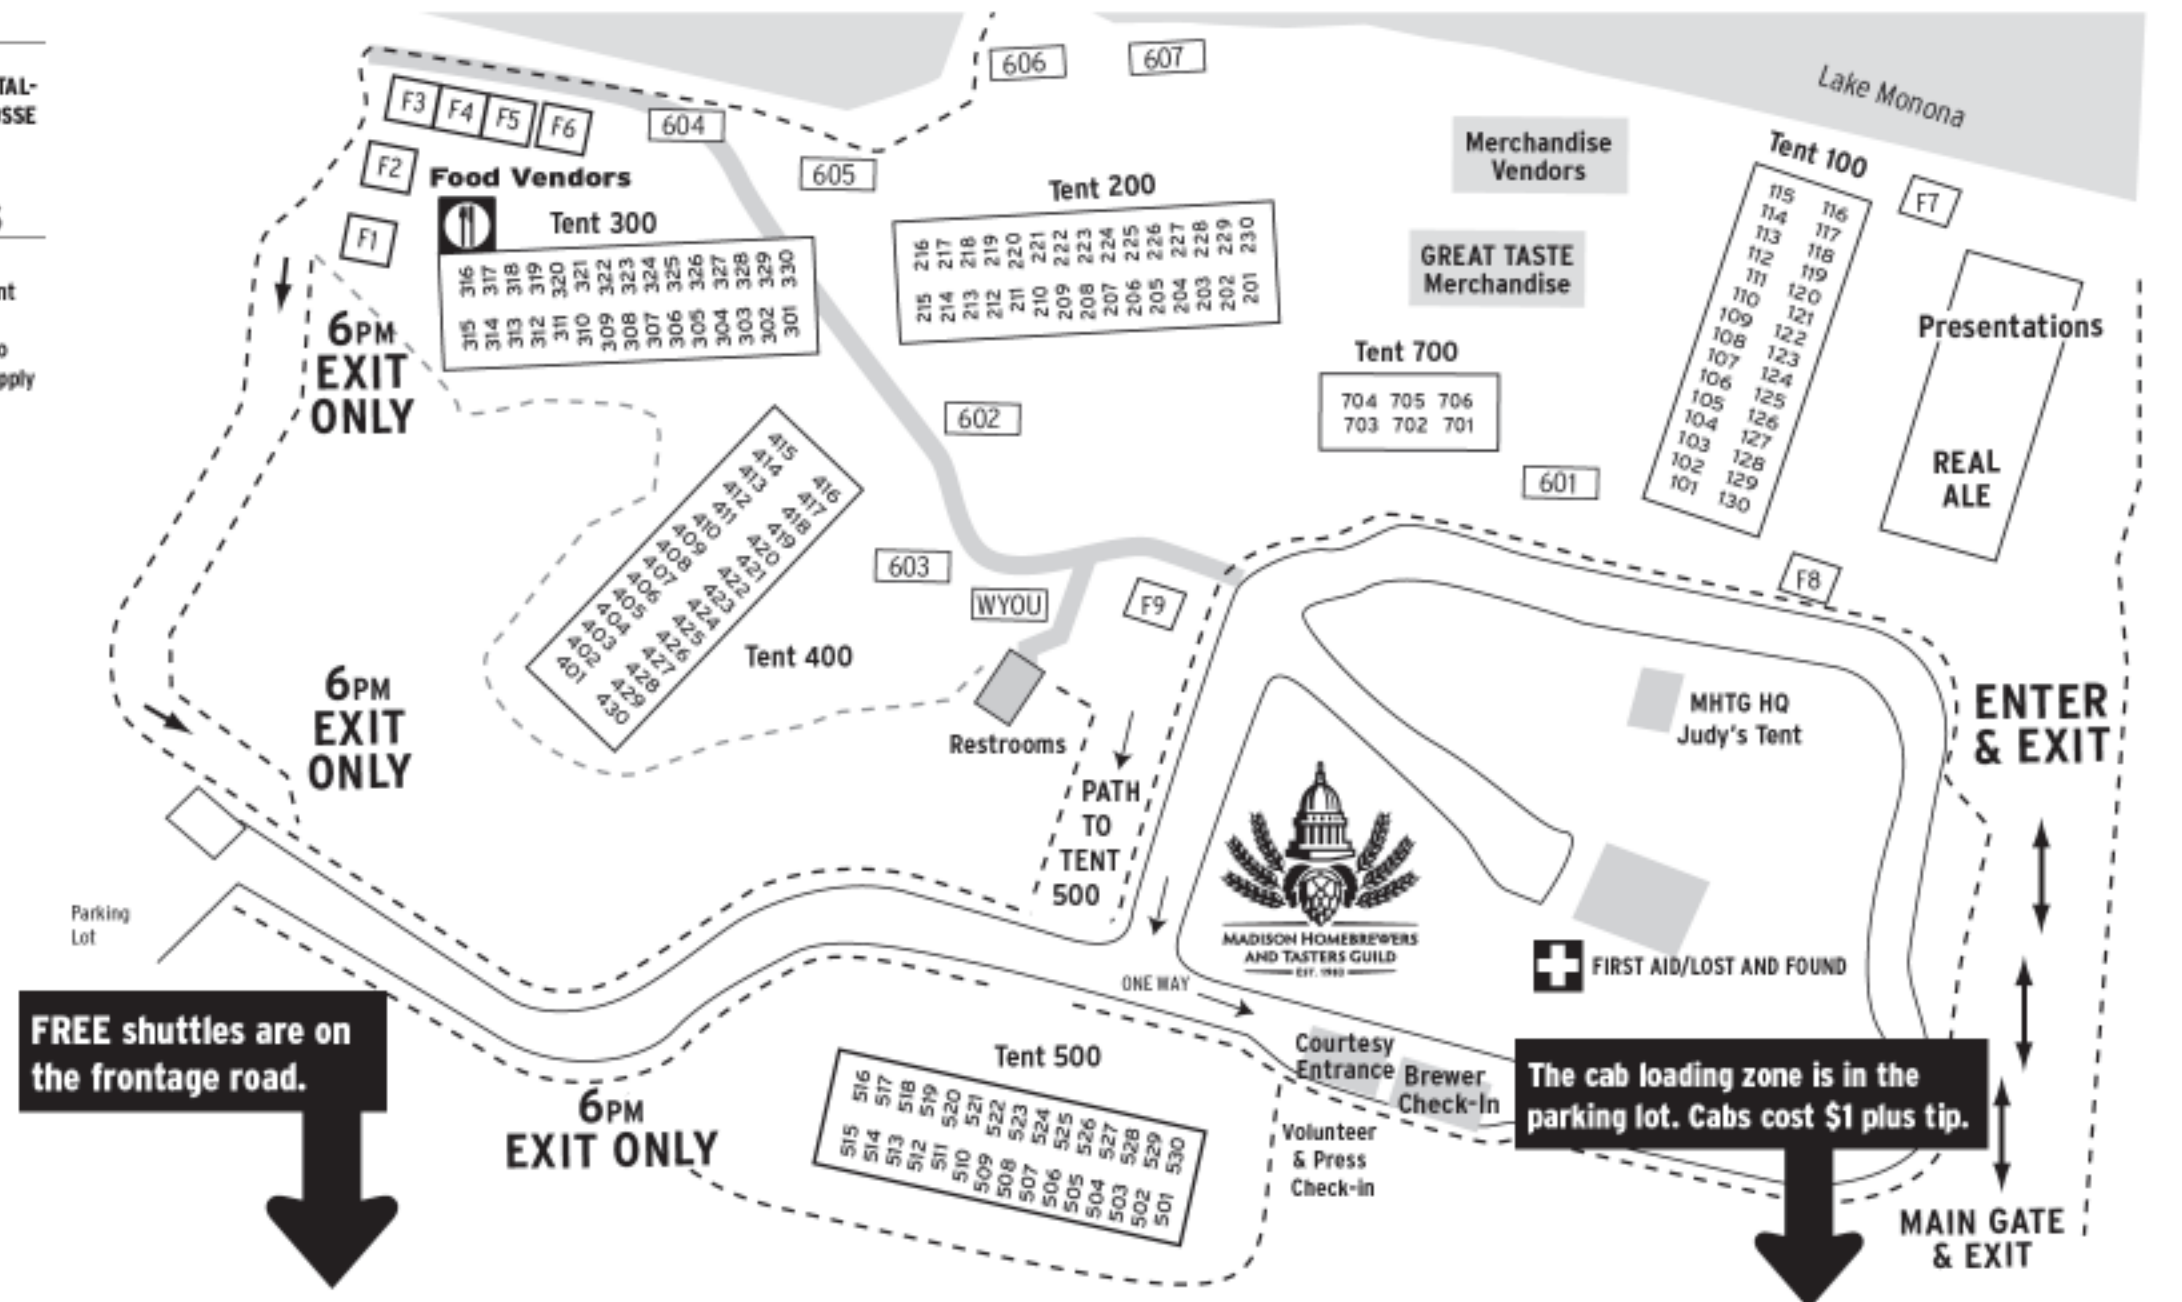 TAL-
OSSE
nt
o
pply
606
607
Lake Monona
F3 F4 F5 F6
604
605
F2
F1
Food Vendors
Tent 300
316 317 318 319 320 321 322 323 324 325 326 327 328 329 330
315 314 313 312 311 310 309 308 307 306 305 304 303 302 301
Tent 200
216 217 218 219 220 221 222 223 224 225 226 227 228 229 230
215 214 213 212 211 210 209 208 207 206 205 204 203 202 201
Merchandise
Vendors
GREAT TASTE
Merchandise
Tent 100
115 116
114 117
113 118
112 119
111 120
110 121
109 122
108 123
107 124
106 125
105 126
104 127
103 128
102 129
101 130
F7
Presentations
REAL
ALE
Tent 700
704 705 706
703 702 701
602
601
6PM
EXIT
ONLY
415 416
414 417
413 418
412 419
411 420
410 421
409 422
408 423
407 424
406 425
405 426
404 427
403 428
402 429
401 430
Tent 400
603
WYOU
F9
F8
Restrooms
MHTG HQ
Judy's Tent
ENTER
& EXIT
6PM
EXIT
ONLY
PATH
TO
TENT
500
MADISON HOMEBREWERS
AND TASTERS GUILD
EST. 1983
FIRST AID/LOST AND FOUND
Parking
Lot
ONE WAY
FREE shuttles are on
the frontage road.
Courtesy
Entrance
Brewer
Check-In
The cab loading zone is in the
parking lot. Cabs cost $1 plus tip.
Tent 500
516 517 518 519 520 521 522 523 524 525 526 527 528 529 530
515 514 513 512 511 510 509 508 507 506 505 504 503 502 501
6PM
EXIT ONLY
Volunteer
& Press
Check-in
MAIN GATE
& EXIT